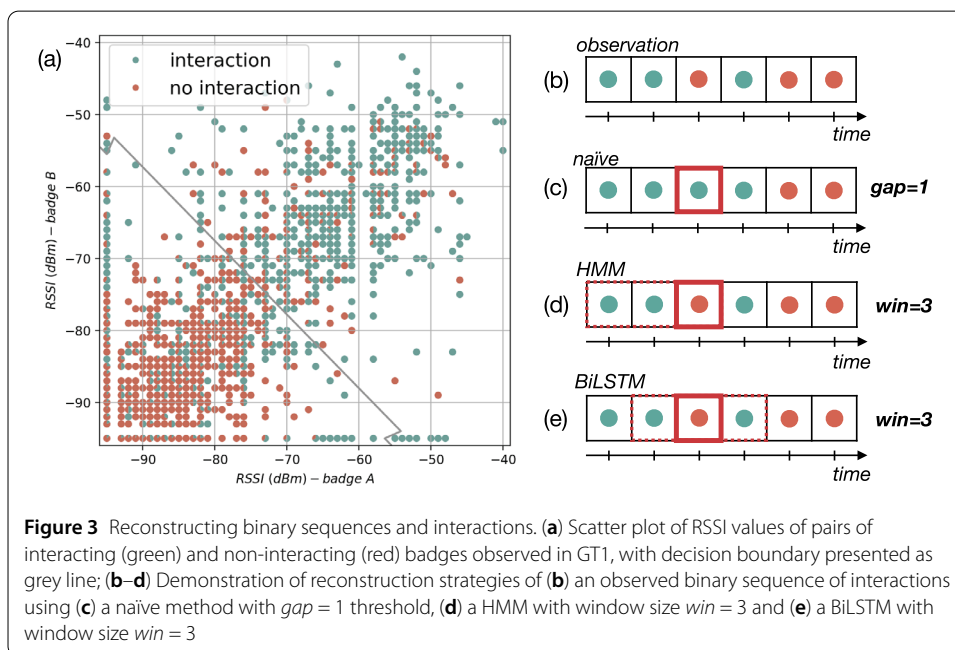 (a)
interaction
no interaction
−40
−50
−60
−70
−80
−90
RSSI (dBm) − badge B
−90
−80
−70
−60
−50
−40
RSSI (dBm) − badge A
observation
(b)
time
naïve
(c)
gap=1
time
HMM
(d)
win=3
time
BiLSTM
(e)
win=3
time
Figure 3 Reconstructing binary sequences and interactions. (a) Scatter plot of RSSI values of pairs of
interacting (green) and non-interacting (red) badges observed in GT1, with decision boundary presented as
grey line; (b–d) Demonstration of reconstruction strategies of (b) an observed binary sequence of interactions
using (c) a naïve method with gap = 1 threshold, (d) a HMM with window size win = 3 and (e) a BiLSTM with
window size win = 3